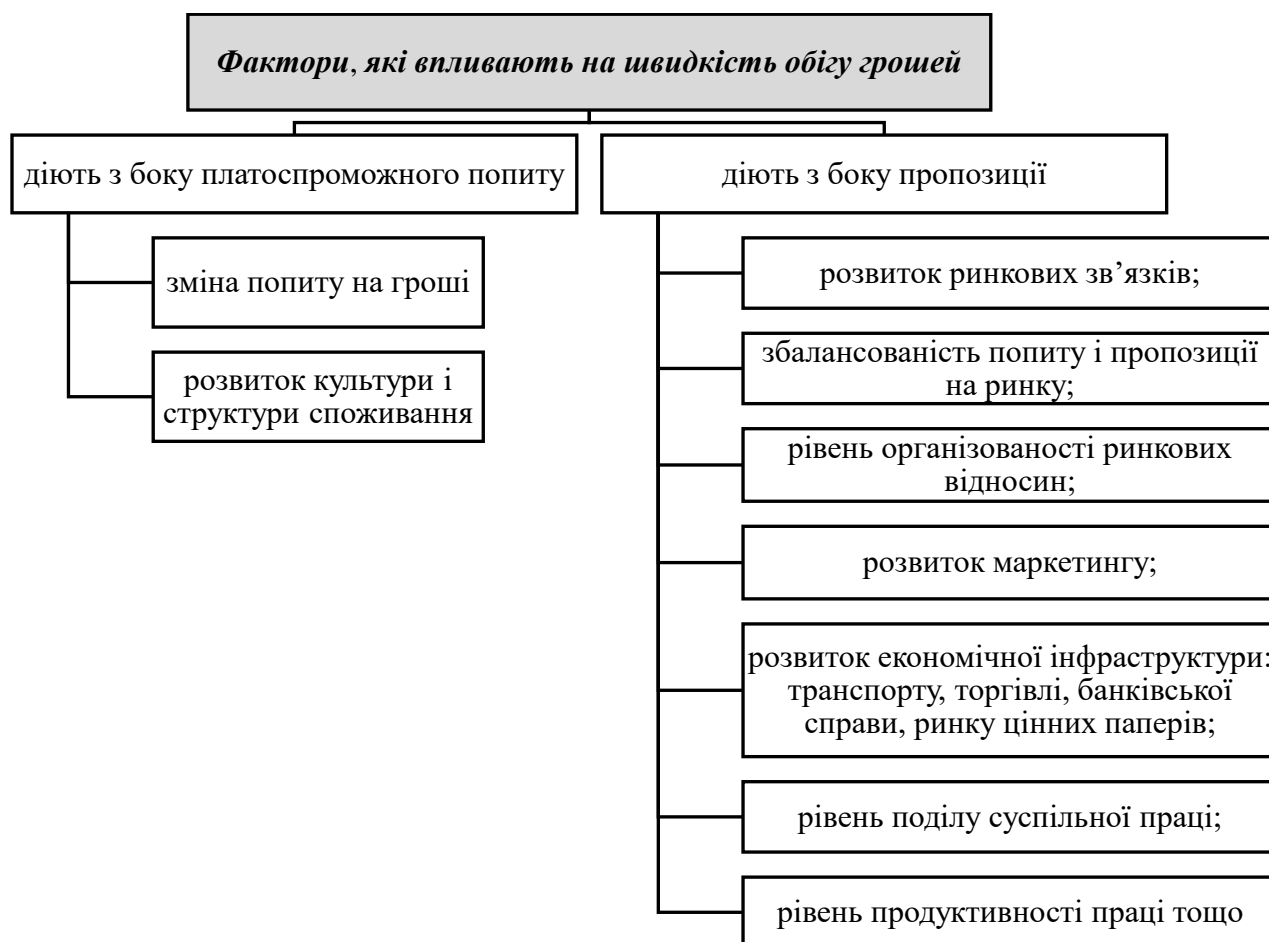 Фактори, які впливають на швидкість обігу грошей
діють з боку платоспроможного попиту
зміна попиту на гроші
розвиток культури і
структури споживання
діють з боку пропозиції
розвиток ринкових зв’язків;
збалансованість попиту і пропозиції
на ринку;
рівень організованості ринкових
відносин;
розвиток маркетингу;
розвиток економічної інфраструктури:
транспорту, торгівлі, банківської
справи, ринку цінних паперів;
рівень поділу суспільної праці;
рівень продуктивності праці тощо